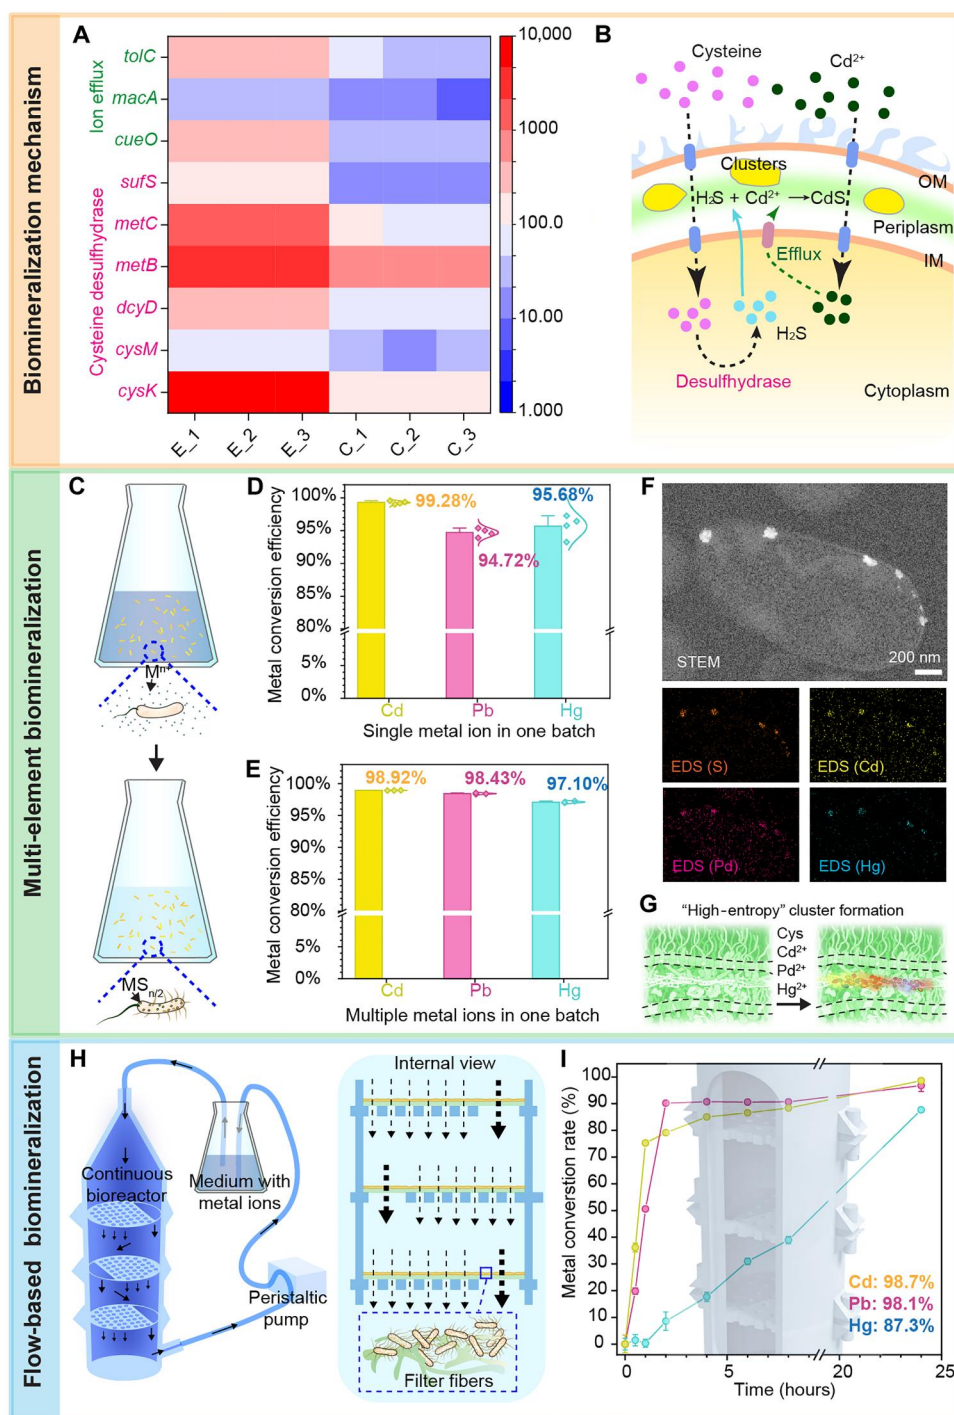 Biomineralization mechanism
A
Ion efflux
Cysteine desulfhydrase
tolC
macA
cueO
sufS
metC
metB
dcyD
cysM
cysK
E_1
E_2
E_3
C_1
C_2
C_3
10,000
1000
100.0
10.00
1.000
B
Cysteine
Cd²⁺
Clusters
OM
H₂S + Cd²⁺ → CdS
Periplasm
IM
Efflux
H₂S
Desulfhydrase
Cytoplasm
Multi-element biomineralization
C
Mⁿ⁺
MSn/2
D
Metal conversion efficiency
100%
95%
90%
85%
80%
5%
0%
99.28%
94.72%
95.68%
Cd
Pb
Hg
Single metal ion in one batch
E
Metal conversion efficiency
100%
95%
90%
85%
80%
5%
0%
98.92%
98.43%
97.10%
Cd
Pb
Hg
Multiple metal ions in one batch
F
STEM
200 nm
EDS (S)
EDS (Cd)
EDS (Pd)
EDS (Hg)
G
"High-entropy" cluster formation
Cys
Cd²⁺
Pd²⁺
Hg²⁺
Flow-based biomineralization
H
Continuous
bioreactor
Medium with
metal ions
Peristaltic
pump
Internal view
Filter fibers
I
Metal converstion rate (%)
100
90
80
70
60
50
40
30
20
10
0
Cd: 98.7%
Pb: 98.1%
Hg: 87.3%
0
5
20
25
Time (hours)